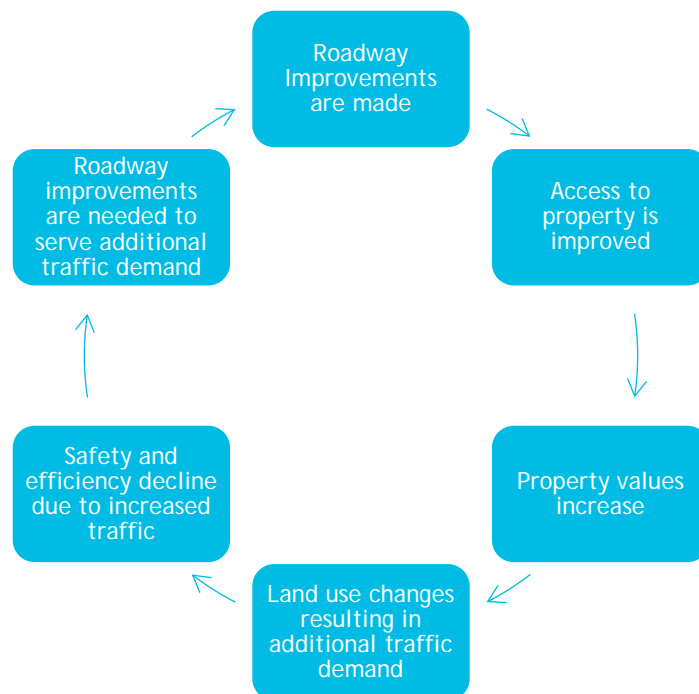 Roadway
Improvements
are made
Access to
property is
improved
Property values
increase
Land use changes
resulting in
additional traffic
demand
Safety and
efficiency decline
due to increased
traffic
Roadway
improvements
are needed to
serve additional
traffic demand